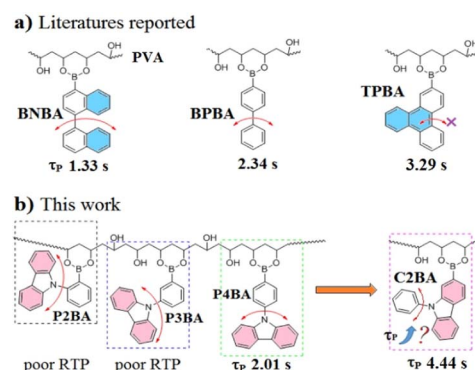 a) Literatures reported
OH
PVA
OH
O O
B
O O
B
OH
O O
B
BNBA
BPBA
TPBA
×
τP 1.33 s
2.34 s
3.29 s
b) This work
OH
O O
B
OH
OH
O O
B
OH
OH
O O
B
O O
B
OH
N
P2BA
N
P3BA
P4BA
N
C2BA
N
τP
?
poor RTP
poor RTP
τP 2.01 s
τP 4.44 s